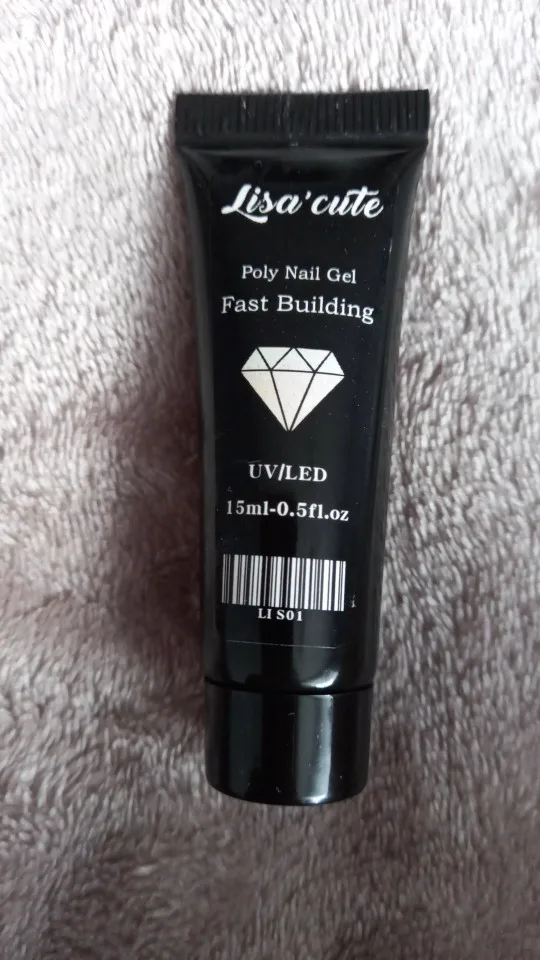 Lisa'cute
Poly Nail Gel
Fast Building
UV/LED
15ml-0.5fl.oz
LI S01